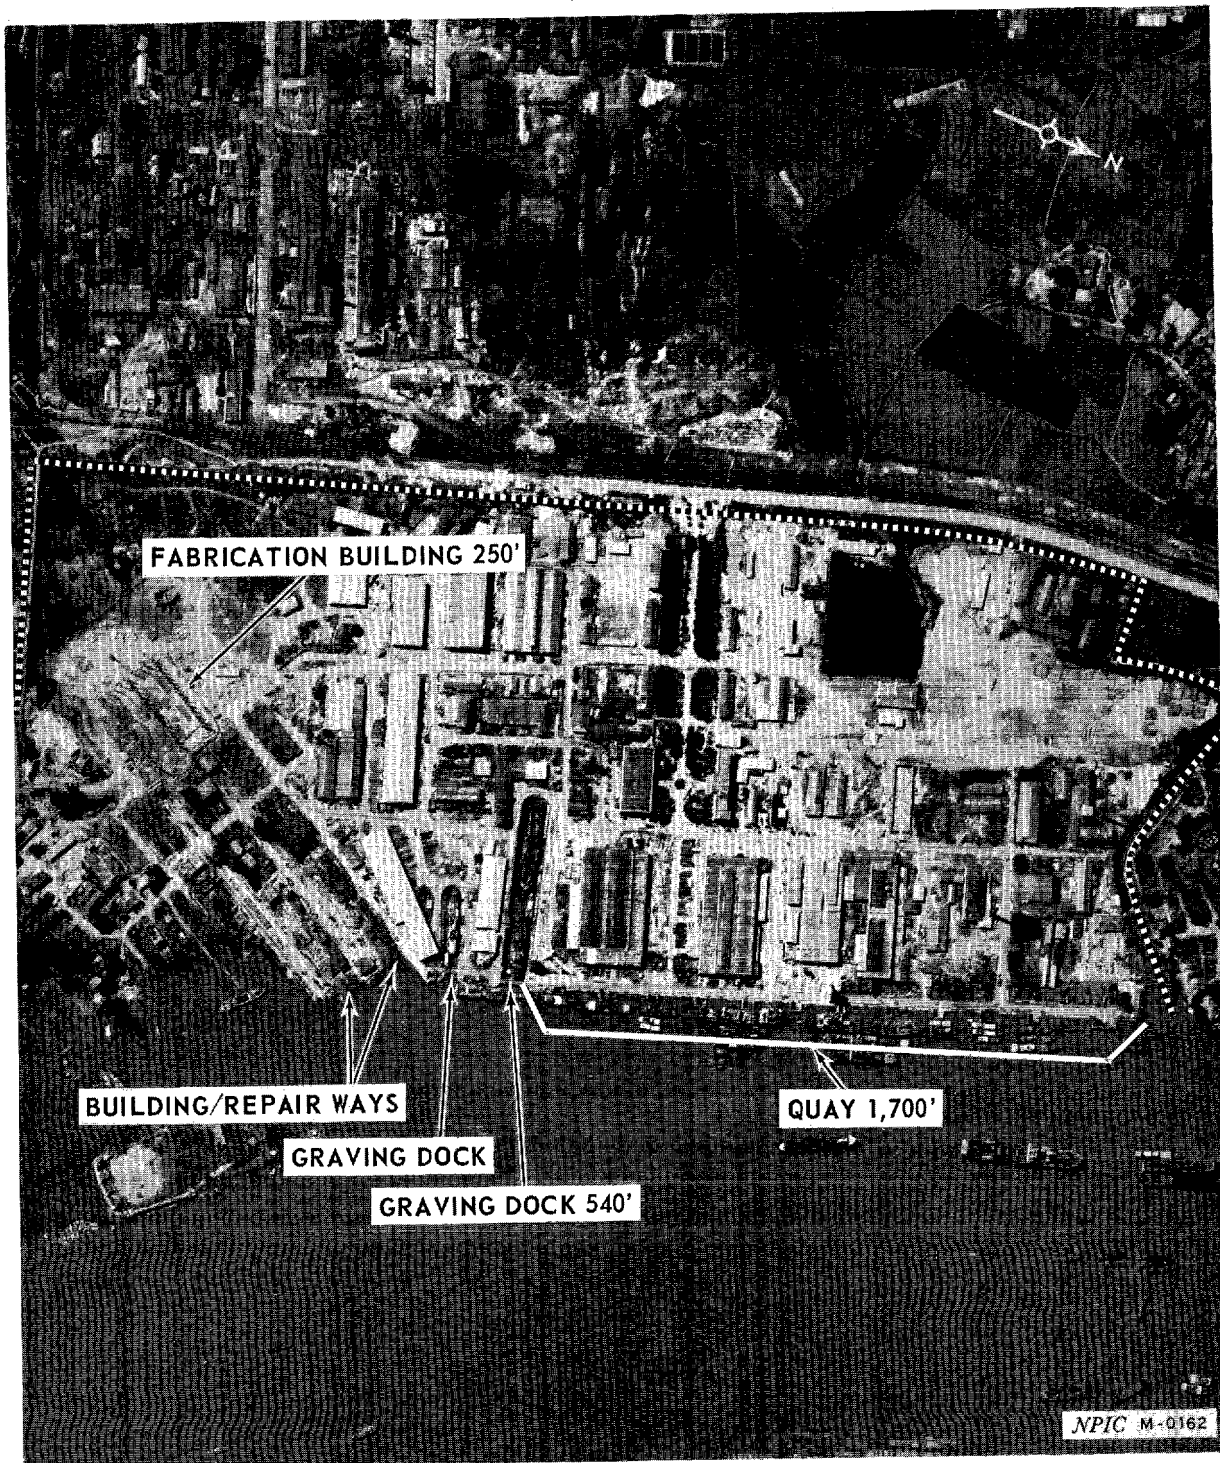 N
FABRICATION BUILDING 250'
BUILDING/REPAIR WAYS
QUAY 1,700'
GRAVING DOCK
GRAVING DOCK 540'
NPIC M-0162